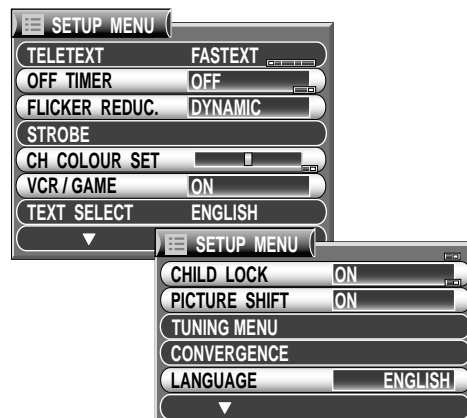 SETUP MENU
TELETEXT FASTEXT
OFF TIMER OFF
FLICKER REDUC. DYNAMIC
STROBE
CH COLOUR SET
VCR / GAME ON
TEXT SELECT ENGLISH
SETUP MENU
CHILD LOCK ON
PICTURE SHIFT ON
TUNING MENU
CONVERGENCE
LANGUAGE ENGLISH